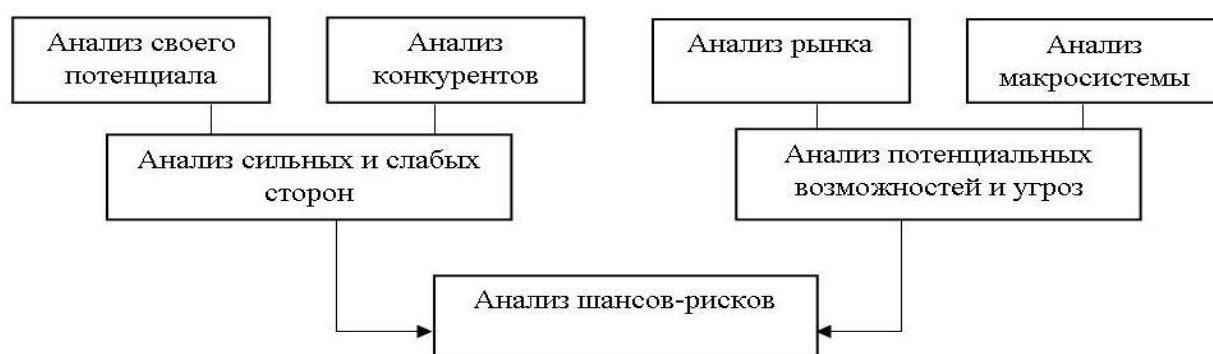 Анализ своего
потенциала
Анализ
конкурентов
Анализ рынка
Анализ
макросистемы
Анализ сильных и слабых
сторон
Анализ потенциальных
возможностей и угроз
Анализ шансов-рисков